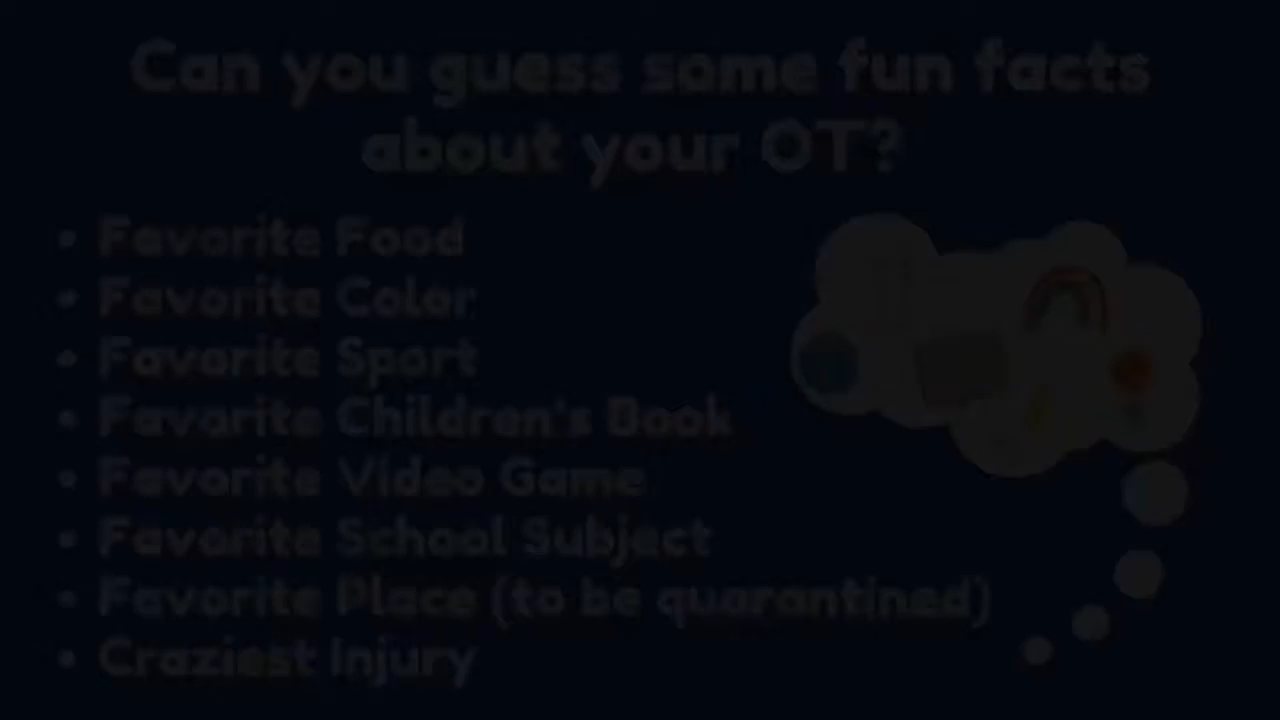 Can you guess some fun facts
about your OT?
• Favorite Food
• Favorite Color
• Favorite Sport
• Favorite Children's Book
• Favorite Video Game
• Favorite School Subject
• Favorite Place (to be quarantined)
• Craziest Injury